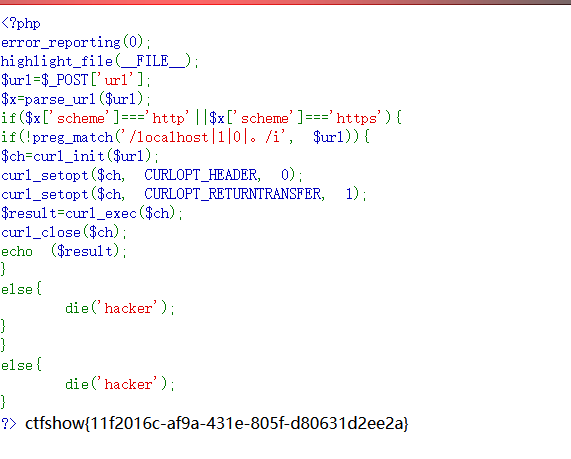 <?php
error_reporting(0);
highlight_file(__FILE__);
$url=$_POST['url'];
$x=parse_url($url);
if($x['scheme']==='http'||$x['scheme']==='https'){
if(!preg_match('/localhost|1|0|。/i', $url)){
$ch=curl_init($url);
curl_setopt($ch, CURLOPT_HEADER, 0);
curl_setopt($ch, CURLOPT_RETURNTRANSFER, 1);
$result=curl_exec($ch);
curl_close($ch);
echo ($result);
}
else{
die('hacker');
}
}
else{
die('hacker');
}
?> ctfshow{11f2016c-af9a-431e-805f-d80631d2ee2a}